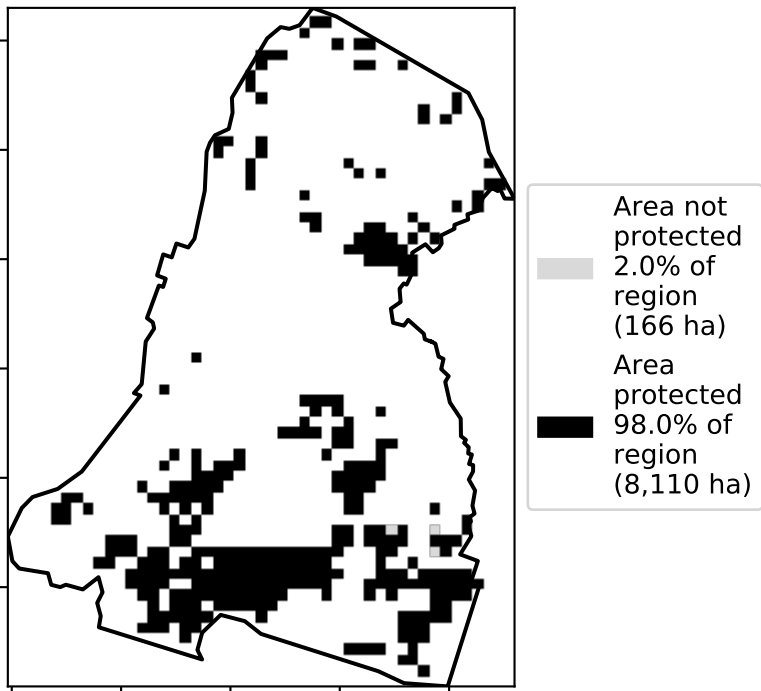 Area not
protected
2.0% of
region
(166 ha)
Area
protected
98.0% of
region
(8,110 ha)